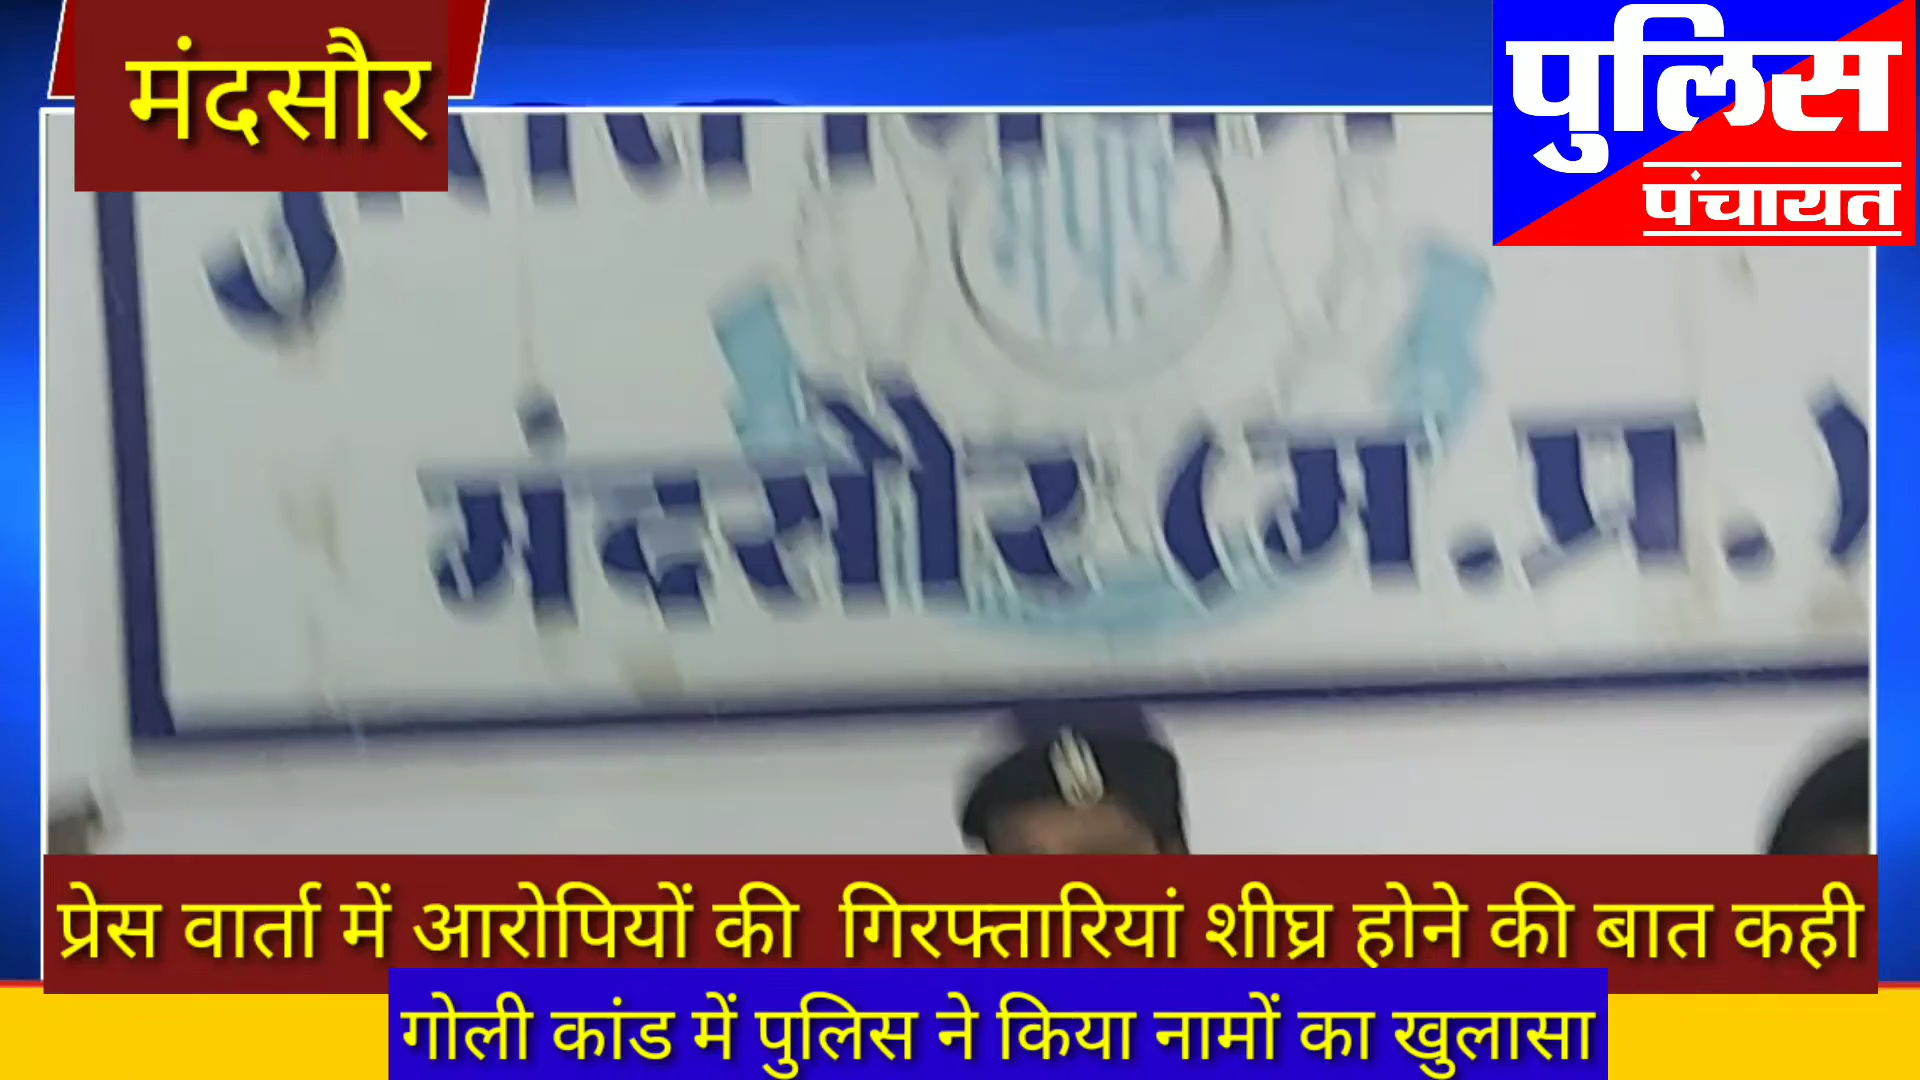 मंदसौर
पुलिस
पंचायत
मंदसौर (म.प्र.)
प्रेस वार्ता में आरोपियों की गिरफ्तारियां शीघ्र होने की बात कही
गोली कांड में पुलिस ने किया नामों का खुलासा